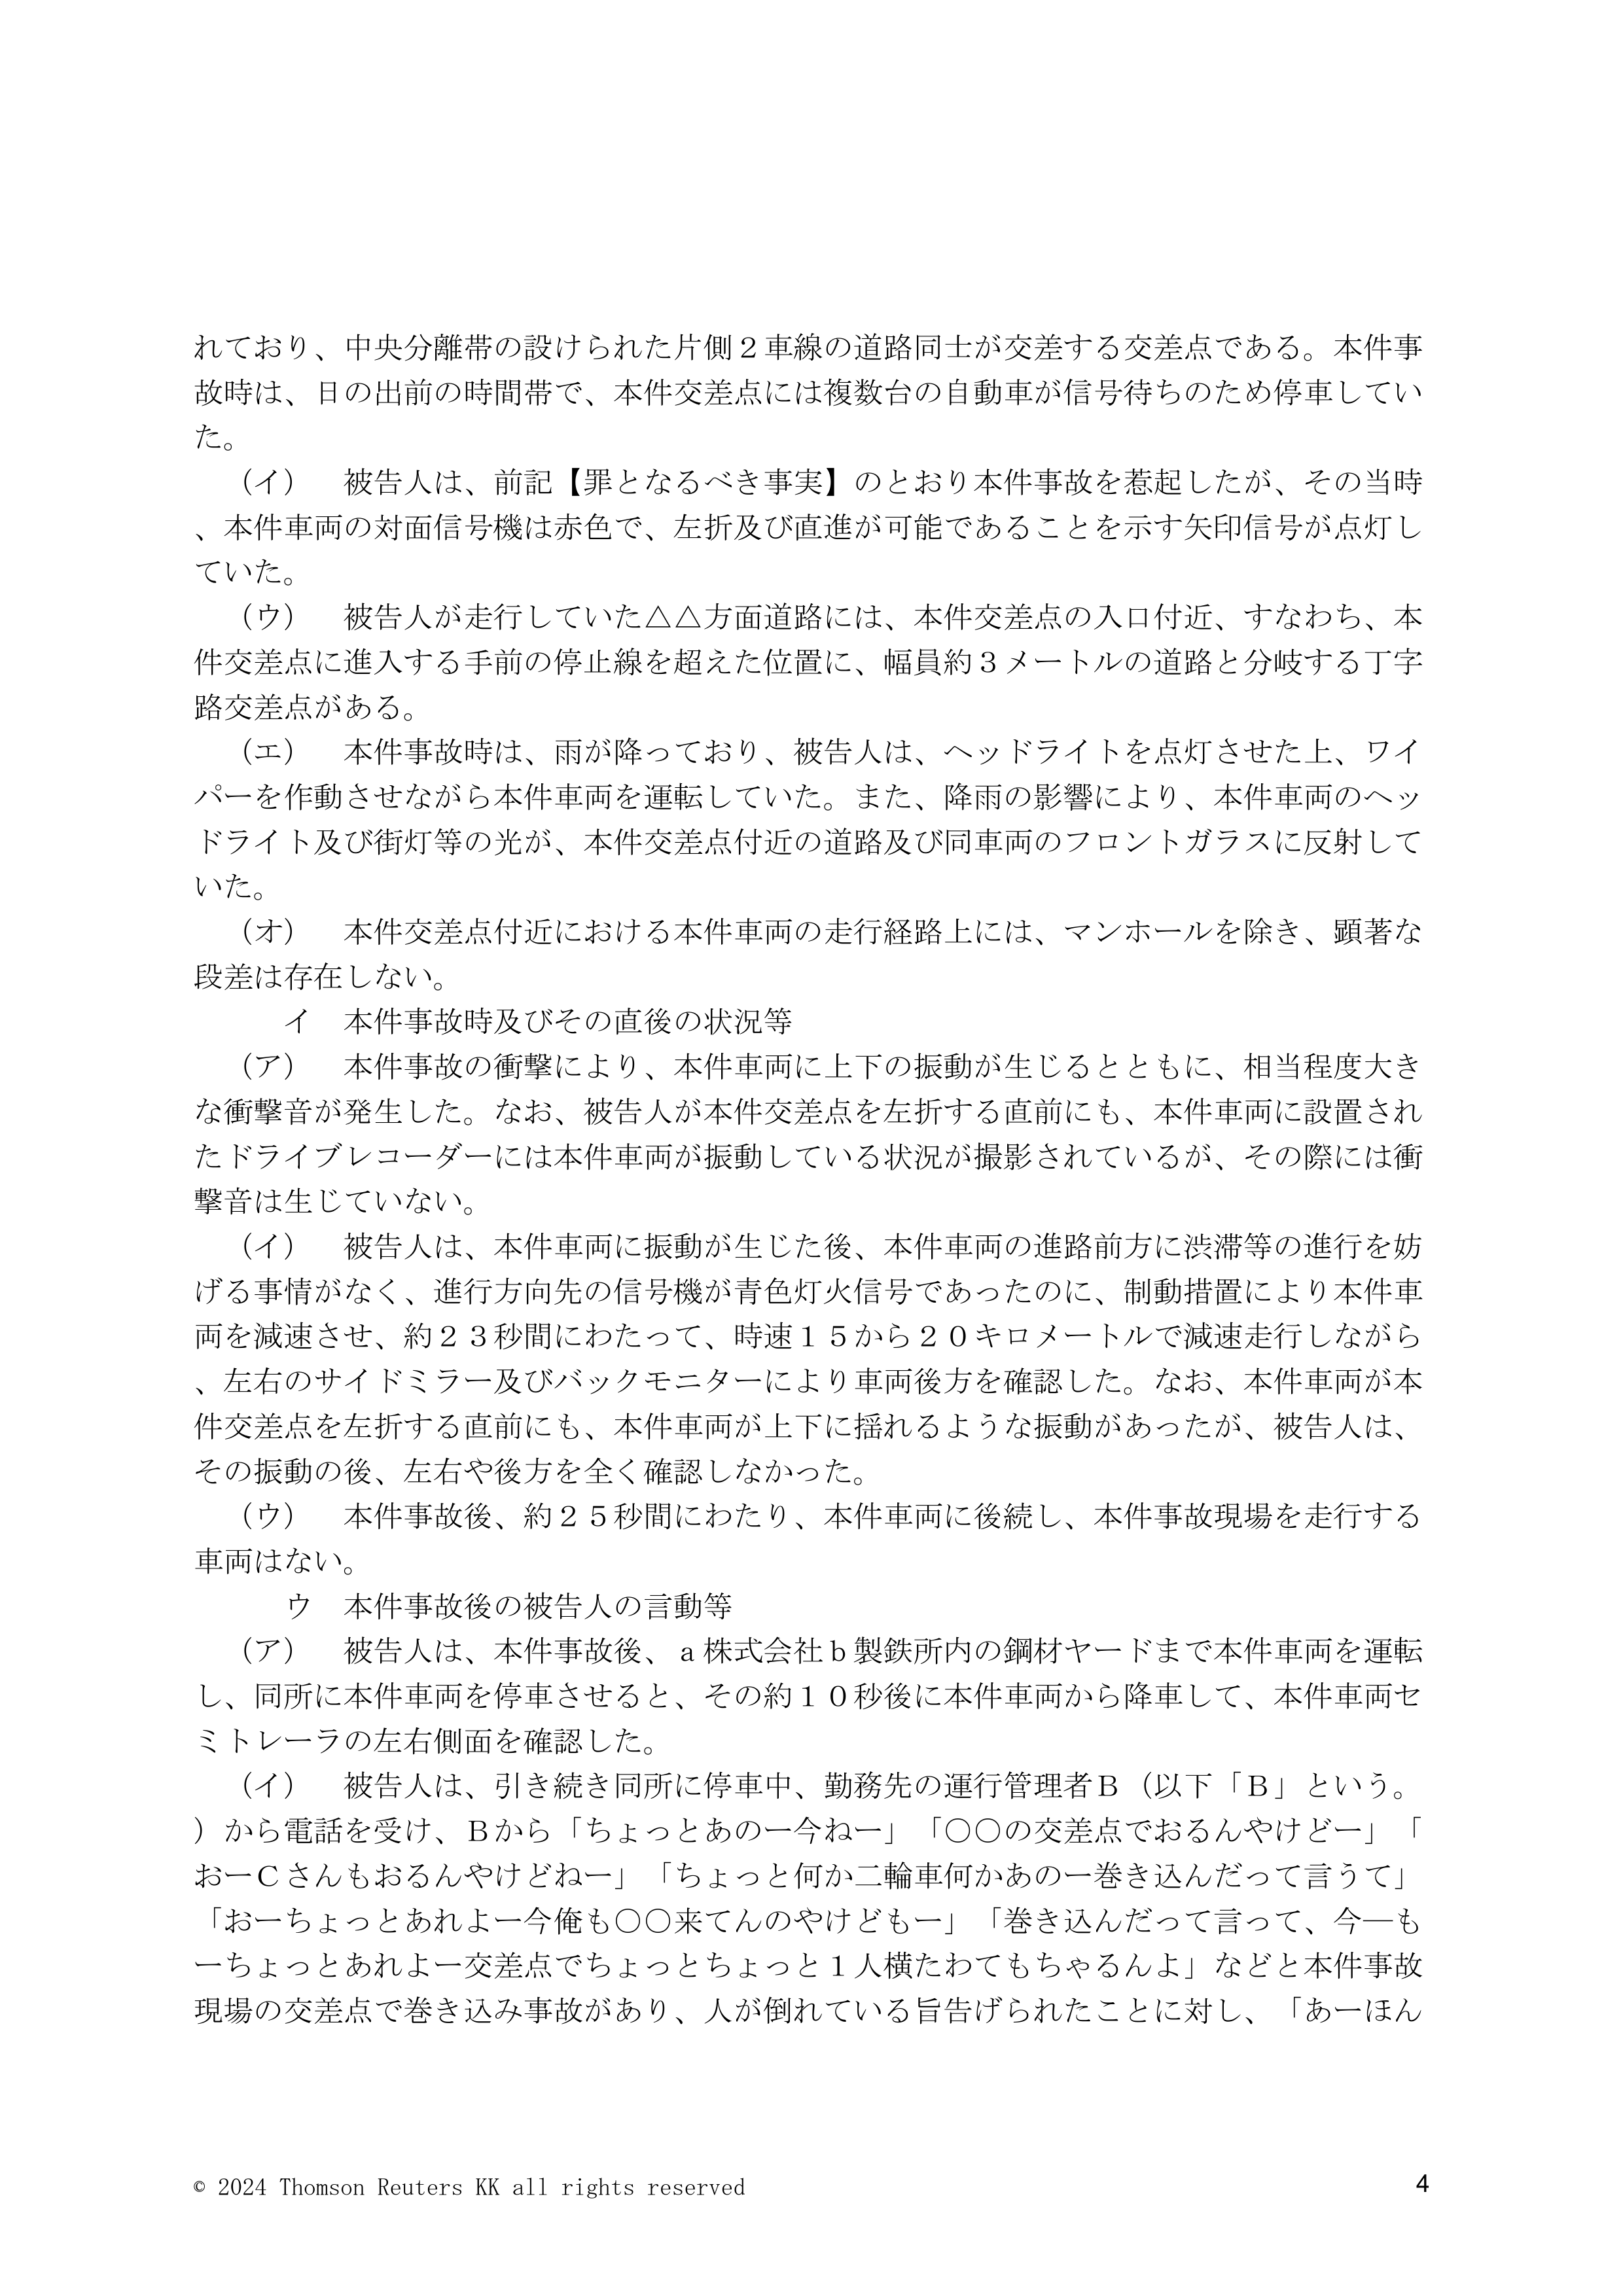 れており、中央分離帯の設けられた片側２車線の道路同士が交差する交差点である。本件事
故時は、日の出前の時間帯で、本件交差点には複数台の自動車が信号待ちのため停車してい
た。
（イ）　被告人は、前記【罪となるべき事実】のとおり本件事故を惹起したが、その当時
、本件車両の対面信号機は赤色で、左折及び直進が可能であることを示す矢印信号が点灯し
ていた。
（ウ）　被告人が走行していた△△方面道路には、本件交差点の入口付近、すなわち、本
件交差点に進入する手前の停止線を超えた位置に、幅員約３メートルの道路と分岐する丁字
路交差点がある。
（エ）　本件事故時は、雨が降っており、被告人は、ヘッドライトを点灯させた上、ワイ
パーを作動させながら本件車両を運転していた。また、降雨の影響により、本件車両のヘッ
ドライト及び街灯等の光が、本件交差点付近の道路及び同車両のフロントガラスに反射して
いた。
（オ）　本件交差点付近における本件車両の走行経路上には、マンホールを除き、顕著な
段差は存在しない。
イ　本件事故時及びその直後の状況等
（ア）　本件事故の衝撃により、本件車両に上下の振動が生じるとともに、相当程度大き
な衝撃音が発生した。なお、被告人が本件交差点を左折する直前にも、本件車両に設置され
たドライブレコーダーには本件車両が振動している状況が撮影されているが、その際には衝
撃音は生じていない。
（イ）　被告人は、本件車両に振動が生じた後、本件車両の進路前方に渋滞等の進行を妨
げる事情がなく、進行方向先の信号機が青色灯火信号であったのに、制動措置により本件車
両を減速させ、約２３秒間にわたって、時速１５から２０キロメートルで減速走行しながら
、左右のサイドミラー及びバックモニターにより車両後方を確認した。なお、本件車両が本
件交差点を左折する直前にも、本件車両が上下に揺れるような振動があったが、被告人は、
その振動の後、左右や後方を全く確認しなかった。
（ウ）　本件事故後、約２５秒間にわたり、本件車両に後続し、本件事故現場を走行する
車両はない。
ウ　本件事故後の被告人の言動等
（ア）　被告人は、本件事故後、ａ株式会社ｂ製鉄所内の鋼材ヤードまで本件車両を運転
し、同所に本件車両を停車させると、その約１０秒後に本件車両から降車して、本件車両セ
ミトレーラの左右側面を確認した。
（イ）　被告人は、引き続き同所に停車中、勤務先の運行管理者Ｂ（以下「Ｂ」という。
）から電話を受け、Ｂから「ちょっとあのー今ねー」「〇〇の交差点でおるんやけどー」「
おーＣさんもおるんやけどねー」「ちょっと何か二輪車何かあのー巻き込んだって言うて」
「おーちょっとあれよー今俺も〇〇来てんのやけどもー」「巻き込んだって言って、今―も
ーちょっとあれよー交差点でちょっとちょっと１人横たわてもちゃるんよ」などと本件事故
現場の交差点で巻き込み事故があり、人が倒れている旨告げられたことに対し、「あーほん
© 2024 Thomson Reuters KK all rights reserved
4